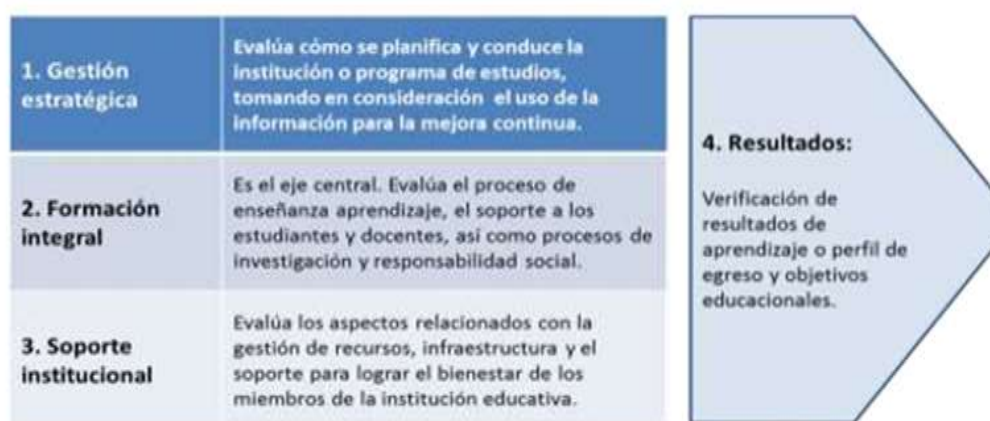 1. Gestión
estratégica
Evalúa cómo se planifica y conduce la
institución o programa de estudios,
tomando en consideración el uso de la
información para la mejora continua.
2. Formación
integral
Es el eje central. Evalúa el proceso de
enseñanza aprendizaje, el soporte a los
estudiantes y docentes, así como procesos de
investigación y responsabilidad social.
3. Soporte
institucional
Evalúa los aspectos relacionados con la
gestión de recursos, infraestructura y el
soporte para lograr el bienestar de los
miembros de la institución educativa.
4. Resultados:
Verificación de
resultados de
aprendizaje o perfil de
egreso y objetivos
educacionales.